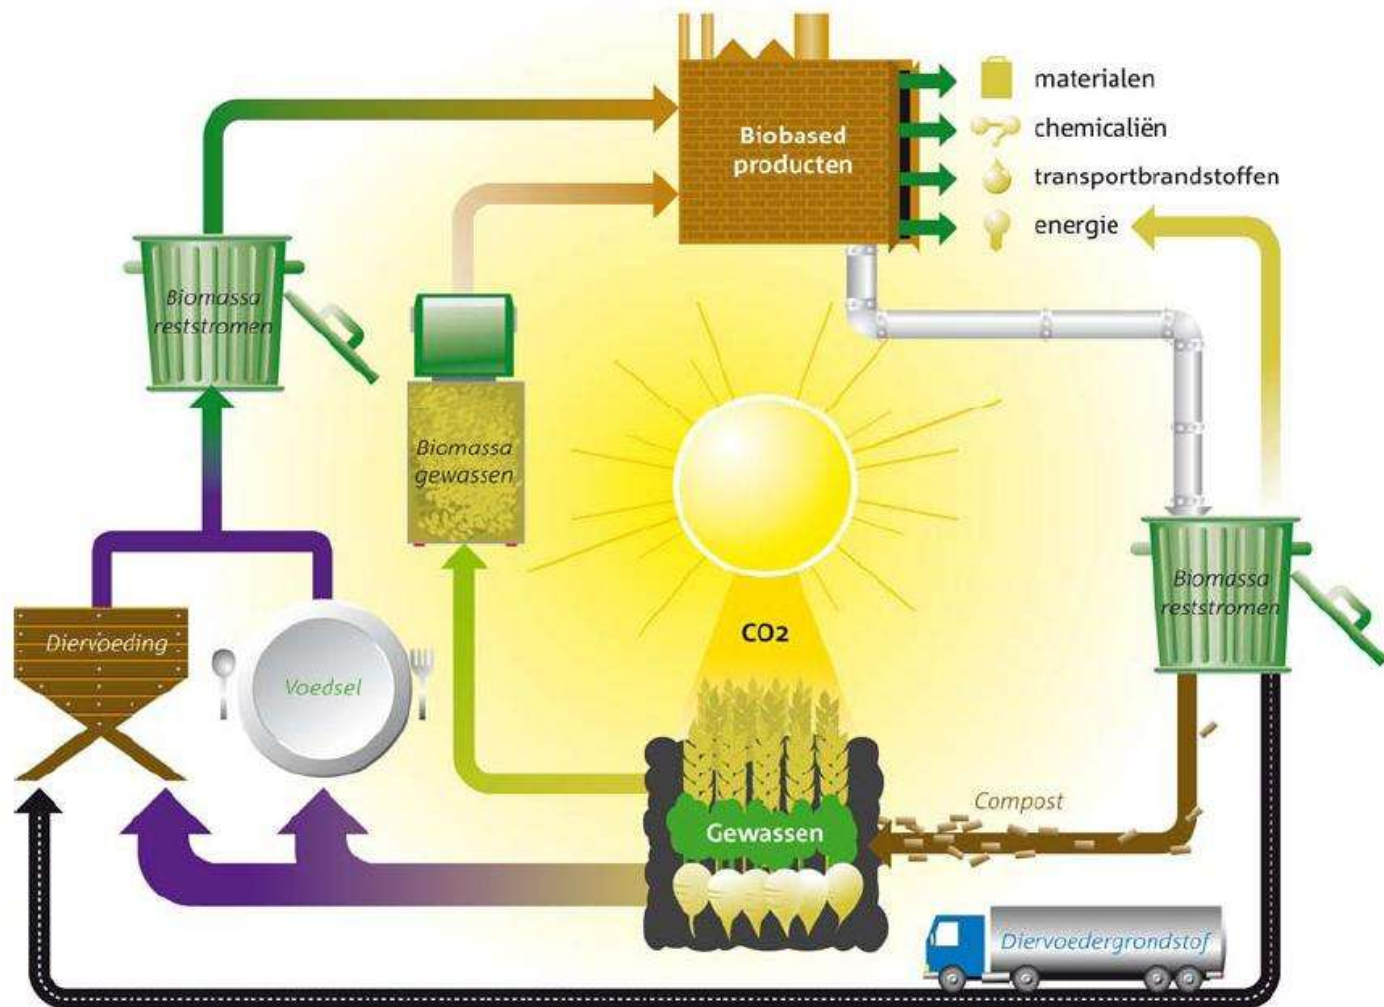 materialen
Biobased
producten
chemicaliën
transportbrandstoffen
energie
Biomassa
reststromen
Biomassa
gewassen
Biomassa
reststromen
CO2
Diervoeding
Voedsel
Compost
Gewassen
Diervoedergrondstof